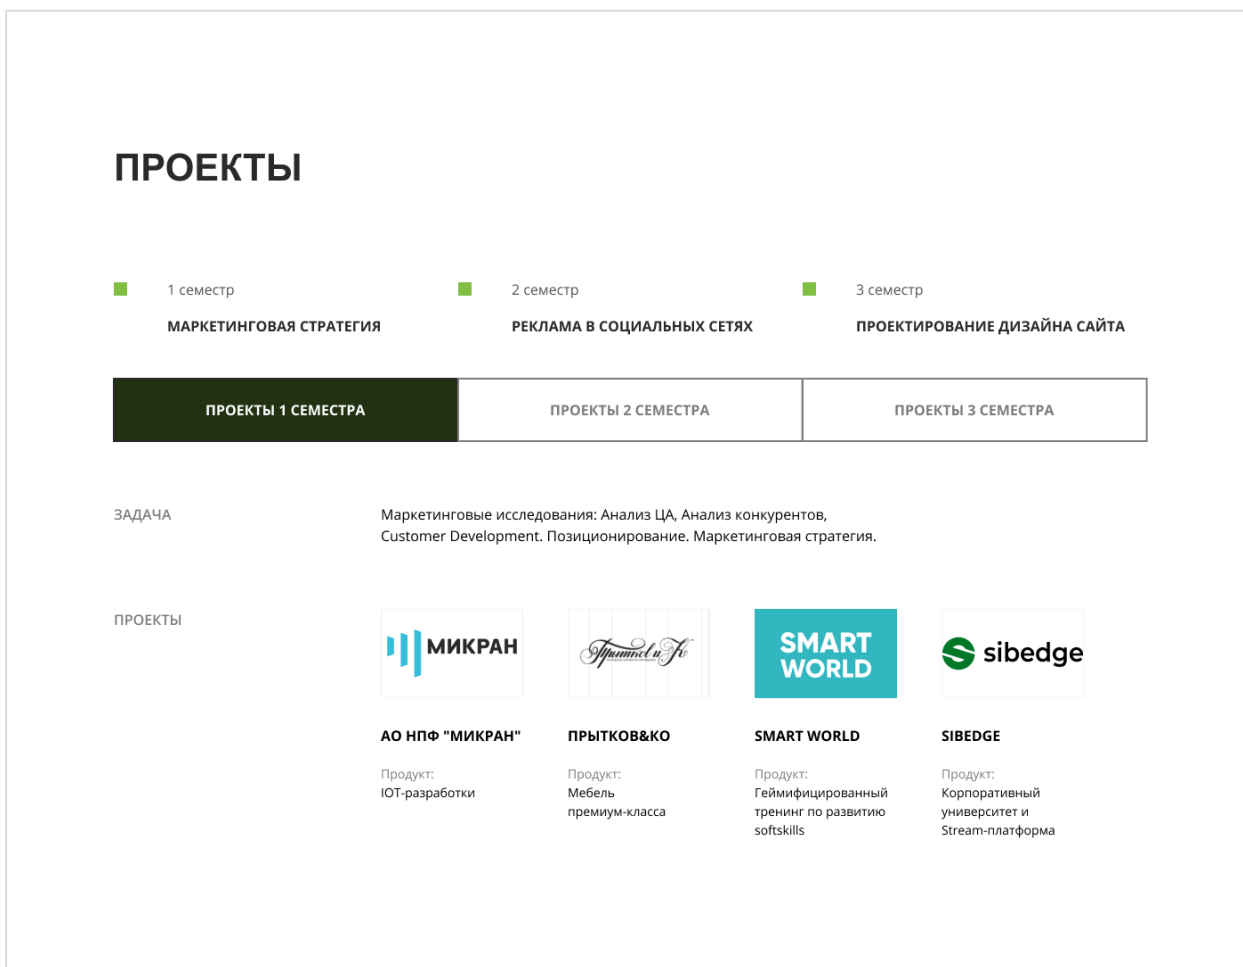 ПРОЕКТЫ
1 семестр
МАРКЕТИНГОВАЯ СТРАТЕГИЯ
2 семестр
РЕКЛАМА В СОЦИАЛЬНЫХ СЕТЯХ
3 семестр
ПРОЕКТИРОВАНИЕ ДИЗАЙНА САЙТА
ПРОЕКТЫ 1 СЕМЕСТРА
ПРОЕКТЫ 2 СЕМЕСТРА
ПРОЕКТЫ 3 СЕМЕСТРА
ЗАДАЧА
Маркетинговые исследования: Анализ ЦА, Анализ конкурентов,
Customer Development. Позиционирование. Маркетинговая стратегия.
ПРОЕКТЫ
МИКРАН
АО НПФ "МИКРАН"
Продукт:
IOT-разработки
Прытков и К
ПРЫТКОВ&КО
Продукт:
Мебель
премиум-класса
SMART
WORLD
SMART WORLD
Продукт:
Геймифицированный
тренинг по развитию
softskills
sibedge
SIBEDGE
Продукт:
Корпоративный
университет и
Stream-платформа